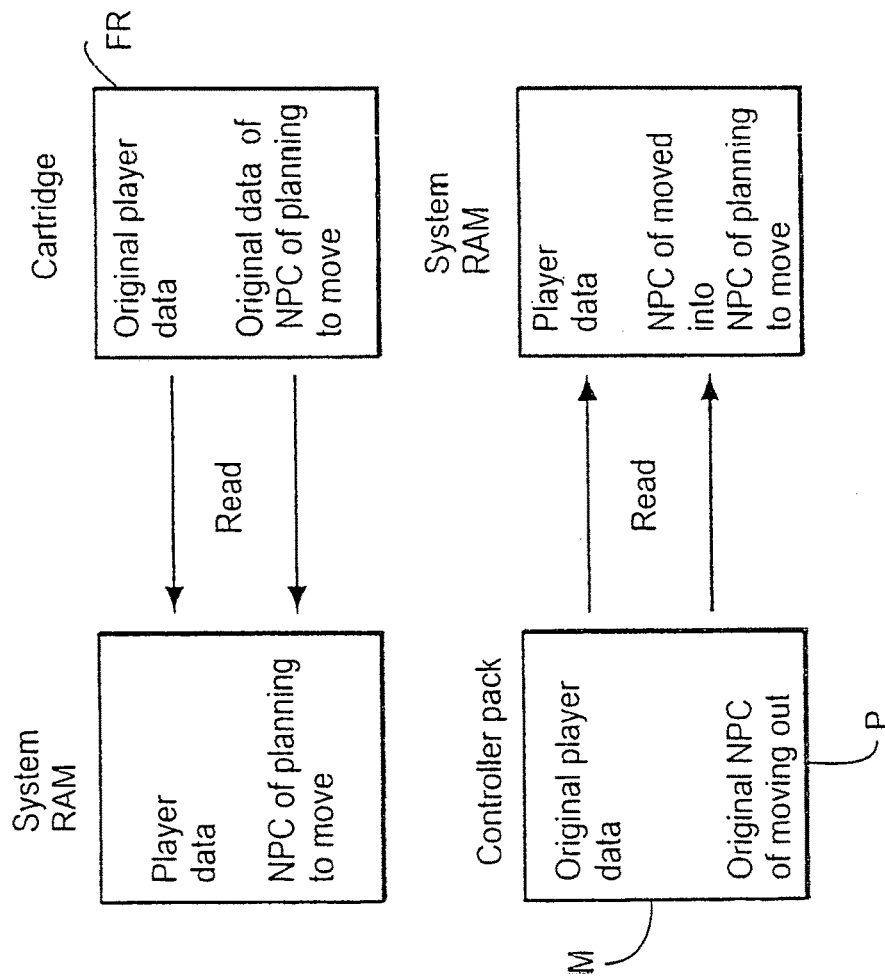 System
RAM
Player
data
NPC of planning
to move
Read
Cartridge
FR
Original player
data
Original data of
NPC of planning
to move
Controller pack
M
Original player
data
Original NPC
of moving out
P
Read
System
RAM
Player
data
NPC of moved
into
NPC of planning
to move